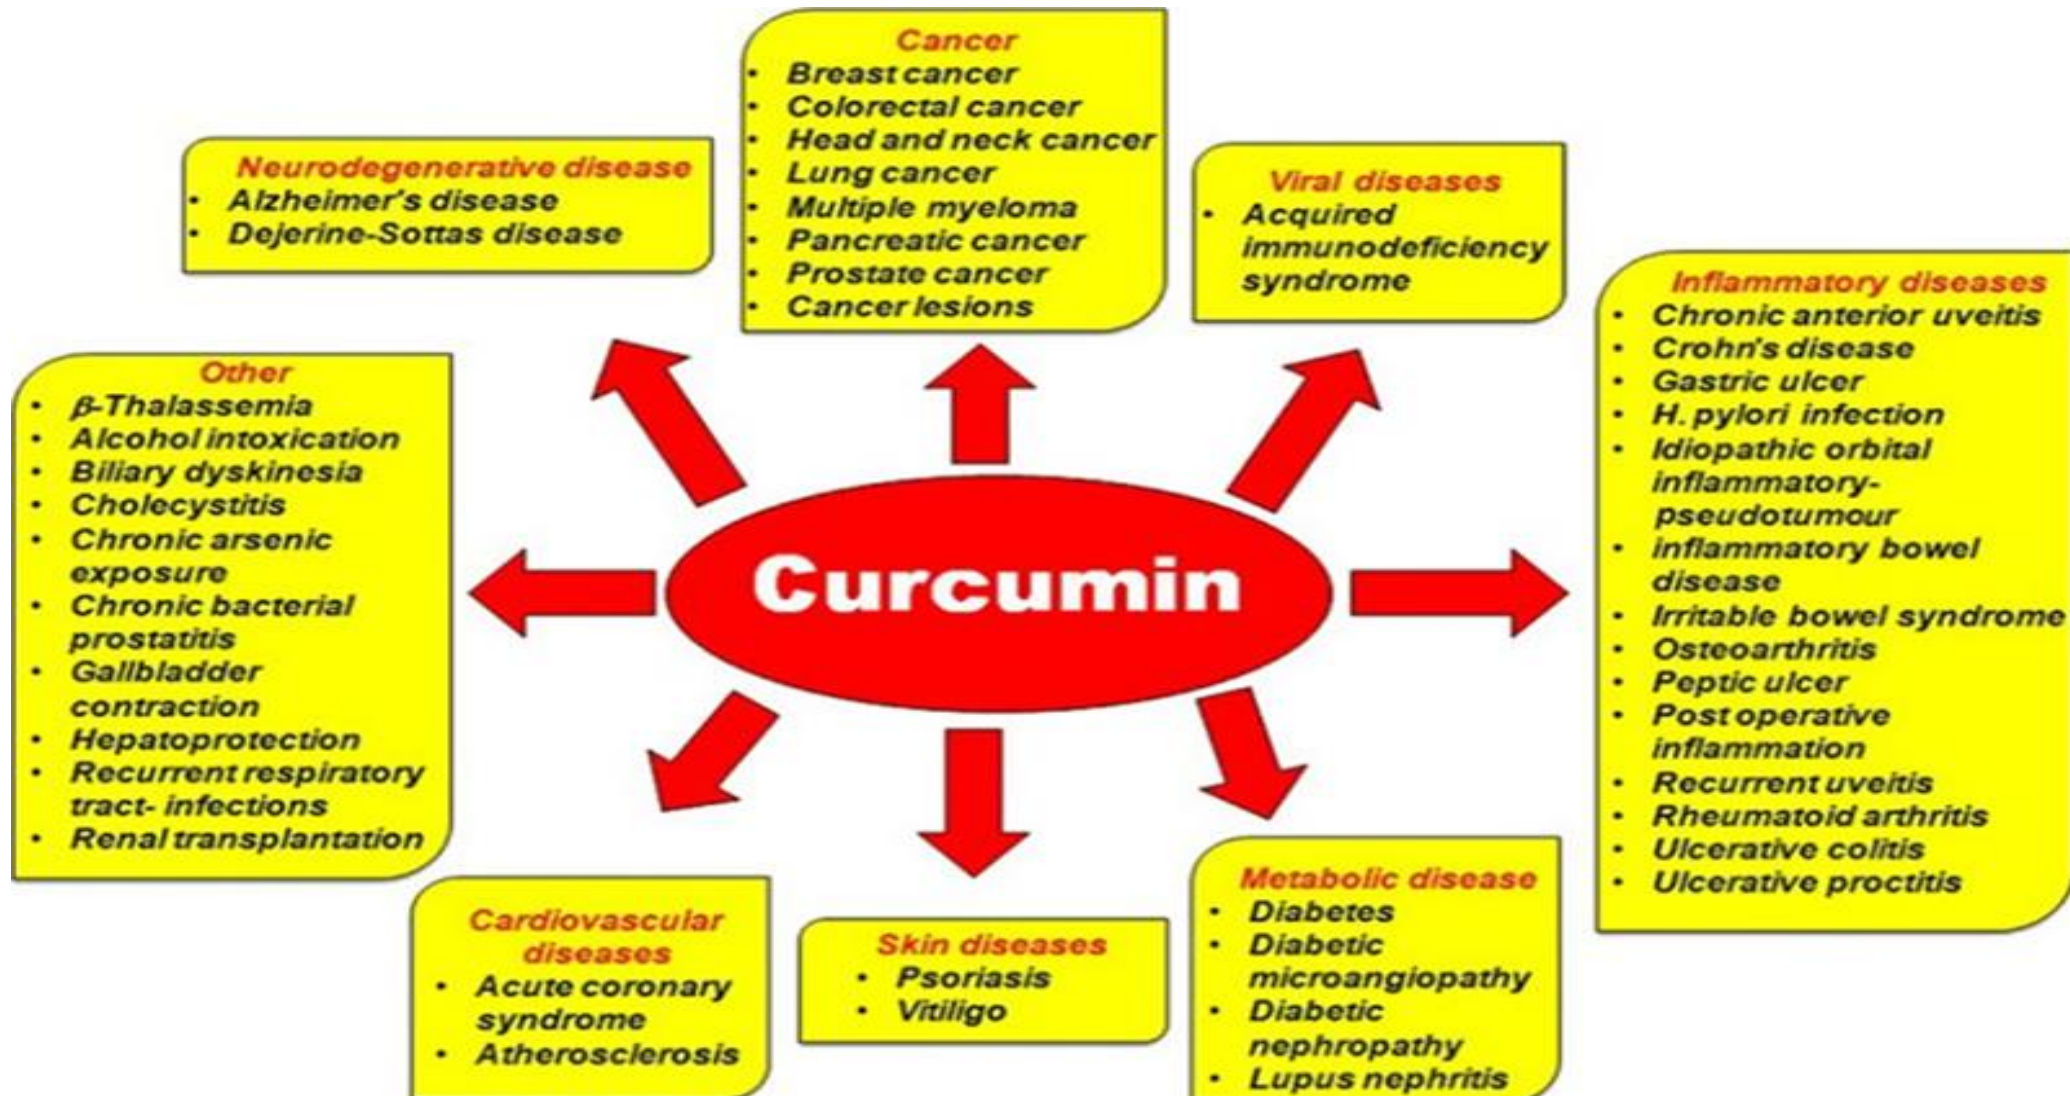 Cancer
• Breast cancer
• Colorectal cancer
• Head and neck cancer
• Lung cancer
• Multiple myeloma
• Pancreatic cancer
• Prostate cancer
• Cancer lesions
Neurodegenerative disease
• Alzheimer's disease
• Dejerine-Sottas disease
Viral diseases
• Acquired
immunodeficiency
syndrome
Inflammatory diseases
• Chronic anterior uveitis
• Crohn's disease
• Gastric ulcer
• H. pylori infection
• Idiopathic orbital
inflammatory-
pseudotumour
• inflammatory bowel
disease
• Irritable bowel syndrome
• Osteoarthritis
• Peptic ulcer
• Post operative
inflammation
• Recurrent uveitis
• Rheumatoid arthritis
• Ulcerative colitis
• Ulcerative proctitis
Other
• β-Thalassemia
• Alcohol intoxication
• Biliary dyskinesia
• Cholecystitis
• Chronic arsenic
exposure
• Chronic bacterial
prostatitis
• Gallbladder
contraction
• Hepatoprotection
• Recurrent respiratory
tract- infections
• Renal transplantation
Curcumin
Cardiovascular
diseases
• Acute coronary
syndrome
• Atherosclerosis
Skin diseases
• Psoriasis
• Vitiligo
Metabolic disease
• Diabetes
• Diabetic
microangiopathy
• Diabetic
nephropathy
• Lupus nephritis